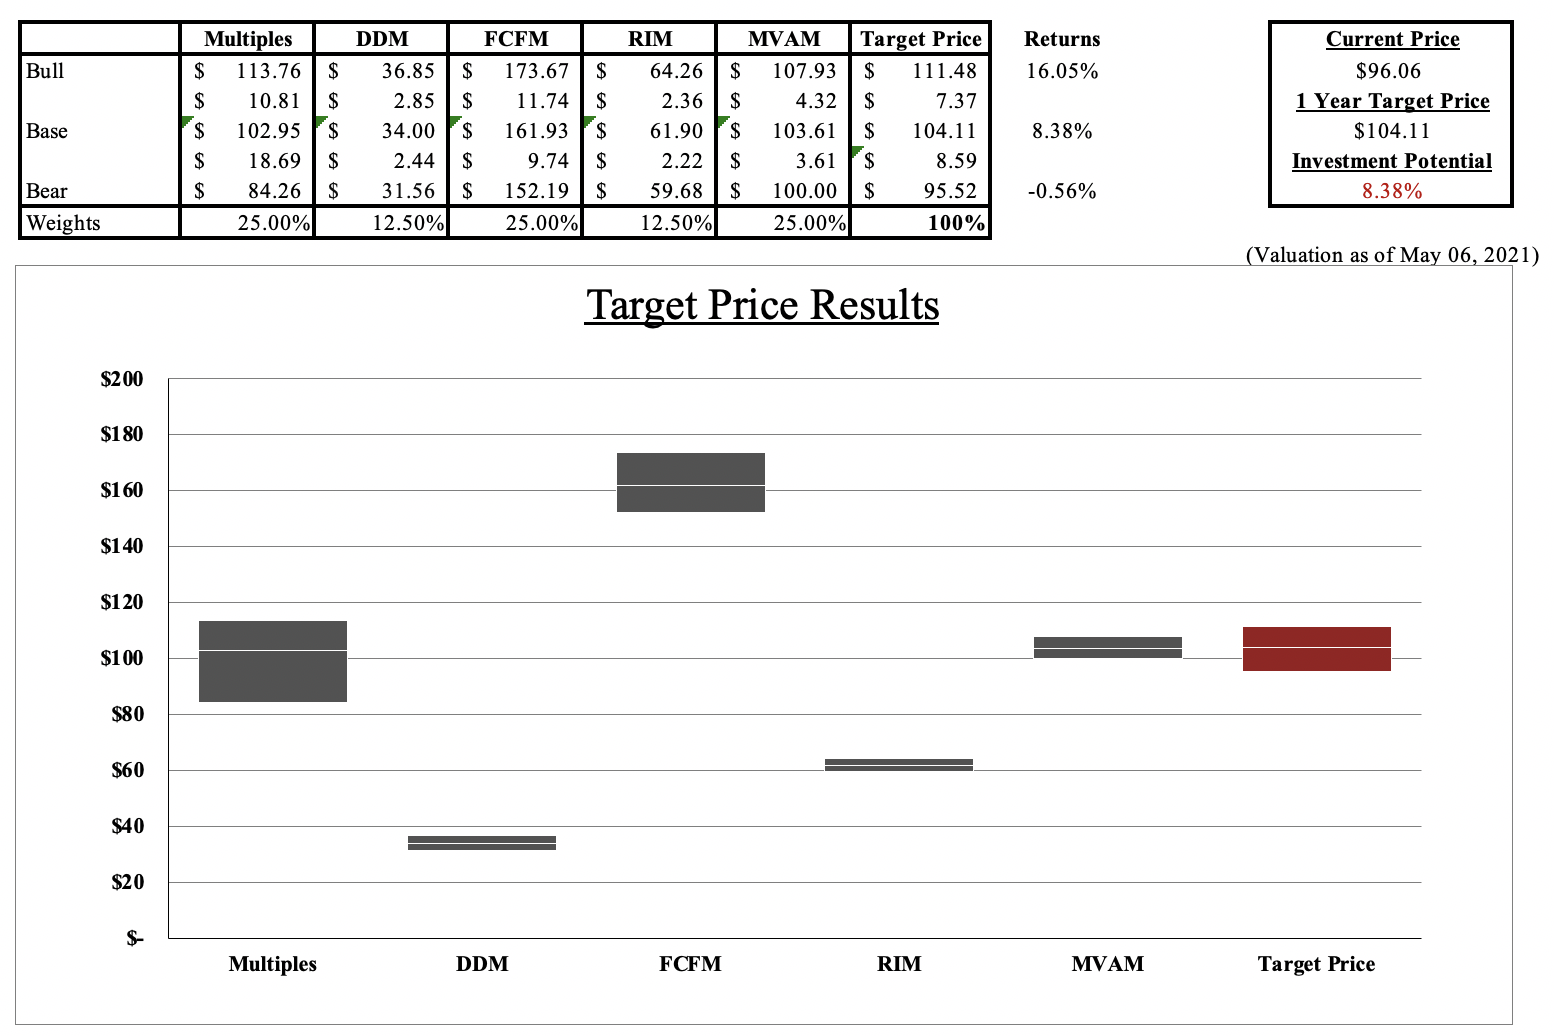 Multiples DDM FCFM RIM MVAM Target Price Returns Current Price
Bull $ 113.76 $ 36.85 $ 173.67 $ 64.26 $ 107.93 $ 111.48 16.05% $96.06
$ 10.81 $ 2.85 $ 11.74 $ 2.36 $ 4.32 $ 7.37 1 Year Target Price
Base $ 102.95 $ 34.00 $ 161.93 $ 61.90 $ 103.61 $ 104.11 8.38% $104.11
$ 18.69 $ 2.44 $ 9.74 $ 2.22 $ 3.61 $ 8.59 Investment Potential
Bear $ 84.26 $ 31.56 $ 152.19 $ 59.68 $ 100.00 $ 95.52 -0.56% 8.38%
Weights 25.00% 12.50% 25.00% 12.50% 25.00% 100%
(Valuation as of May 06, 2021)
Target Price Results
$200
$180
$160
$140
$120
$100
$80
$60
$40
$20
$-
Multiples DDM FCFM RIM MVAM Target Price